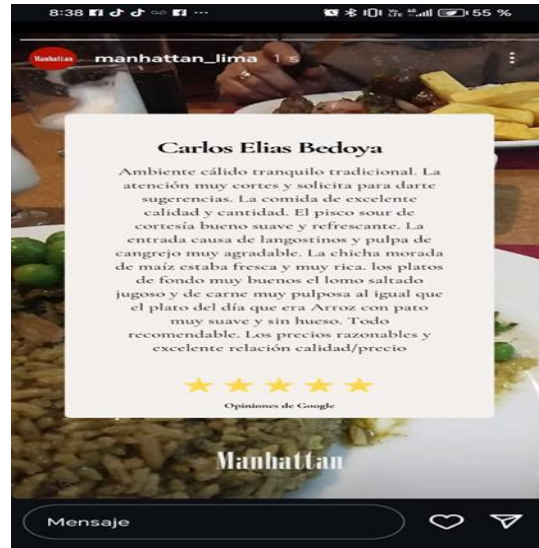 8:38
55 %
Manhattan
manhattan_lima 1 s
Carlos Elias Bedoya
Ambiente cálido tranquilo tradicional. La
atención muy cortes y solicita para darte
sugerencias. La comida de excelente
calidad y cantidad. El pisco sour de
cortesía bueno suave y refrescante. La
entrada causa de langostinos y pulpa de
cangrejo muy agradable. La chicha morada
de maíz estaba fresca y muy rica. los platos
de fondo muy buenos el lomo saltado
jugoso y de carne muy pulposa al igual que
el plato del día que era Arroz con pato
muy suave y sin hueso. Todo
recomendable. Los precios razonables y
excelente relación calidad/precio
Opiniones de Google
Manhattan
Mensaje